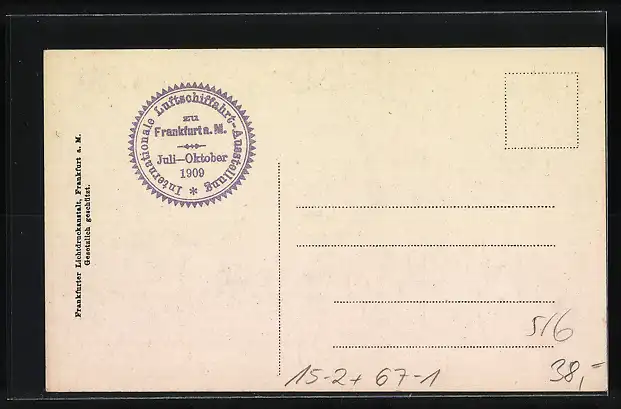 Internationale Luftschiffahrt-Ausstellung *
zu
Frankfurt a. M.
Juli—Oktober
1909
Frankfurter Lichtdruckanstalt, Frankfurt a. M.
Gesetzlich geschützt.
5/6
15-2+ 67-1
38,-